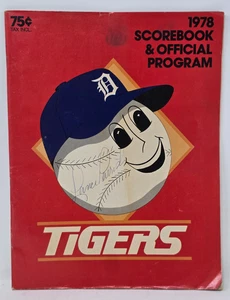 75¢
1978
SCOREBOOK
& OFFICIAL
PROGRAM
D
TIGERS